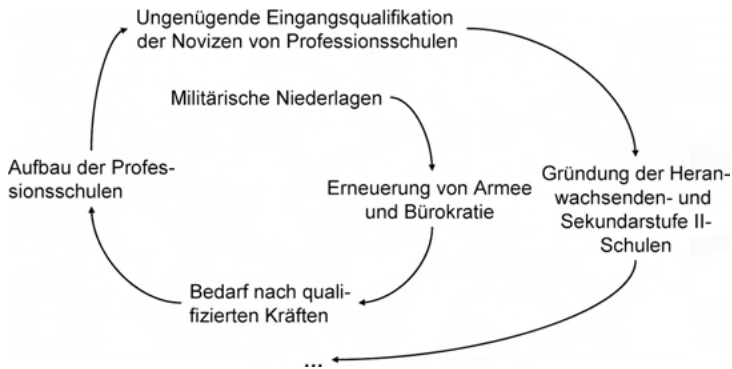 Ungenügende Eingangsqualifikation
der Novizen von Professionsschulen
Militärische Niederlagen
Aufbau der Profes-
sionsschulen
Erneuerung von Armee
und Bürokratie
Gründung der Heran-
wachsenden- und
Sekundarstufe II-
Schulen
Bedarf nach quali-
fizierten Kräften
...